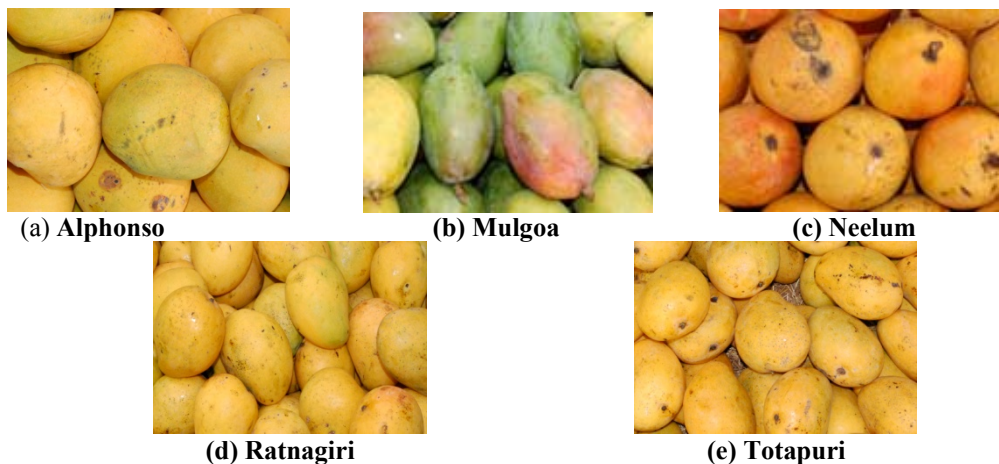 (a) Alphonso
(b) Mulgoa
(c) Neelum
(d) Ratnagiri
(e) Totapuri